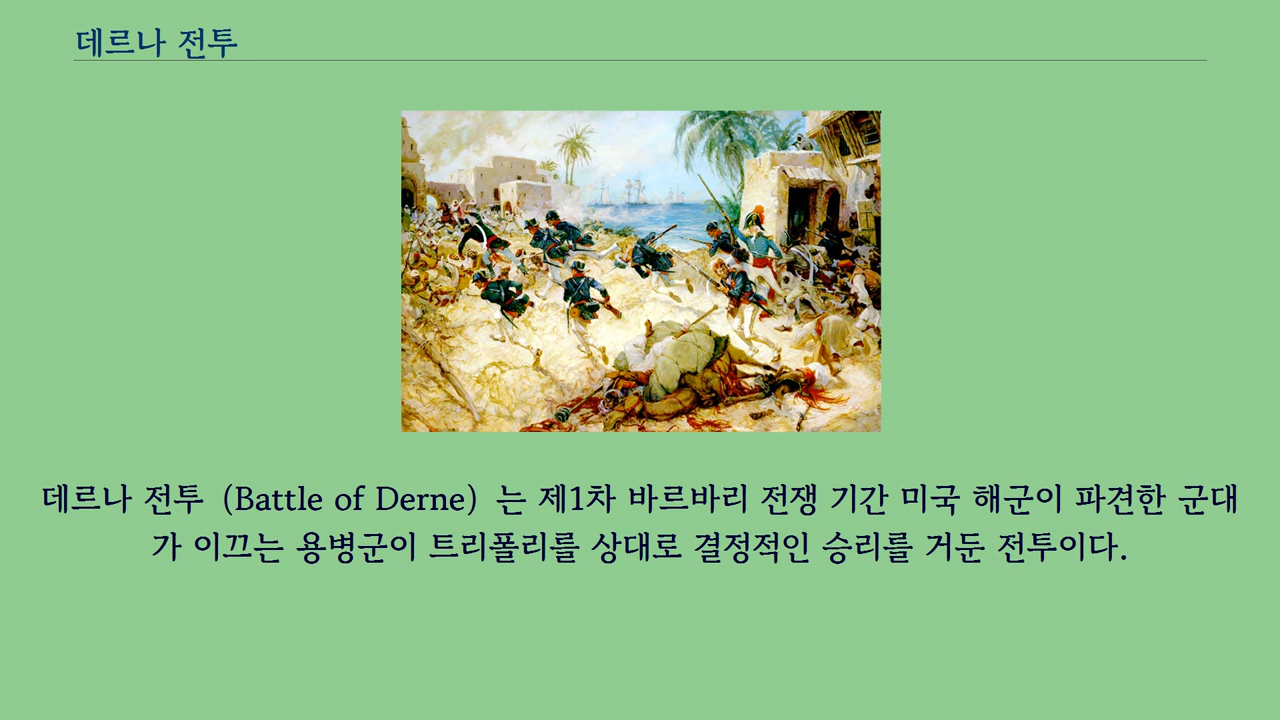 데르나 전투
데르나 전투 (Battle of Derne) 는 제1차 바르바리 전쟁 기간 미국 해군이 파견한 군대
가 이끄는 용병군이 트리폴리를 상대로 결정적인 승리를 거둔 전투이다.